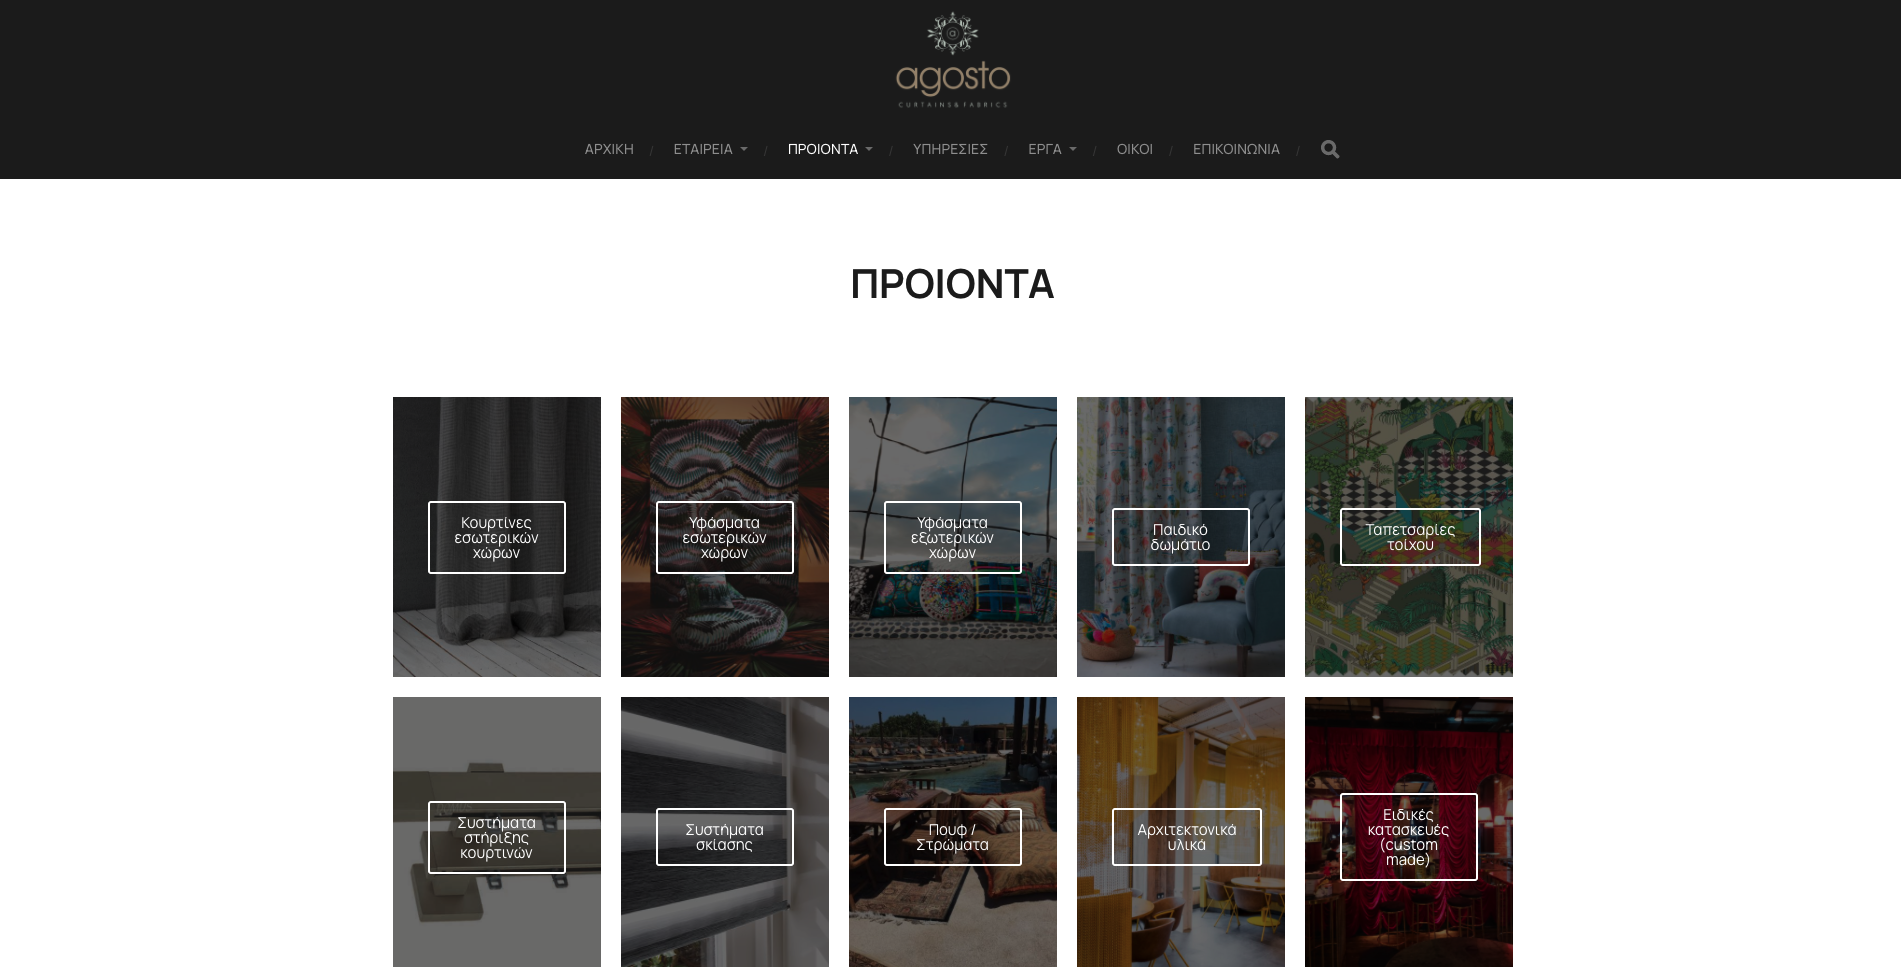 agosto
CURTAINS & FABRICS
ΑΡΧΙΚΗ / ΕΤΑΙΡΕΙΑ / ΠΡΟΙΟΝΤΑ / ΥΠΗΡΕΣΙΕΣ / ΕΡΓΑ / ΟΙΚΟΙ / ΕΠΙΚΟΙΝΩΝΙΑ /
ΠΡΟΙΟΝΤΑ
Κουρτίνες
εσωτερικών
χώρων
Υφάσματα
εσωτερικών
χώρων
Υφάσματα
εξωτερικών
χώρων
Παιδικό
δωμάτιο
Ταπετσαρίες
τοίχου
Συστήματα
στήριξης
κουρτινών
Συστήματα
σκίασης
Πουφ /
Στρώματα
Αρχιτεκτονικά
υλικά
Ειδικές
κατασκευές
(custom
made)